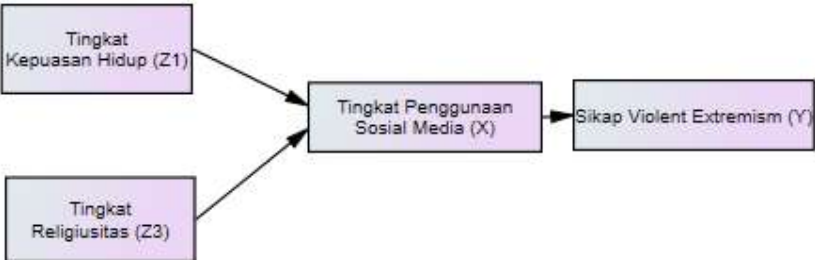 Tingkat
Kepuasan Hidup (Z1)
Tingkat Penggunaan
Sosial Media (X)
Sikap Violent Extremism (Y)
Tingkat
Religiusitas (Z3)